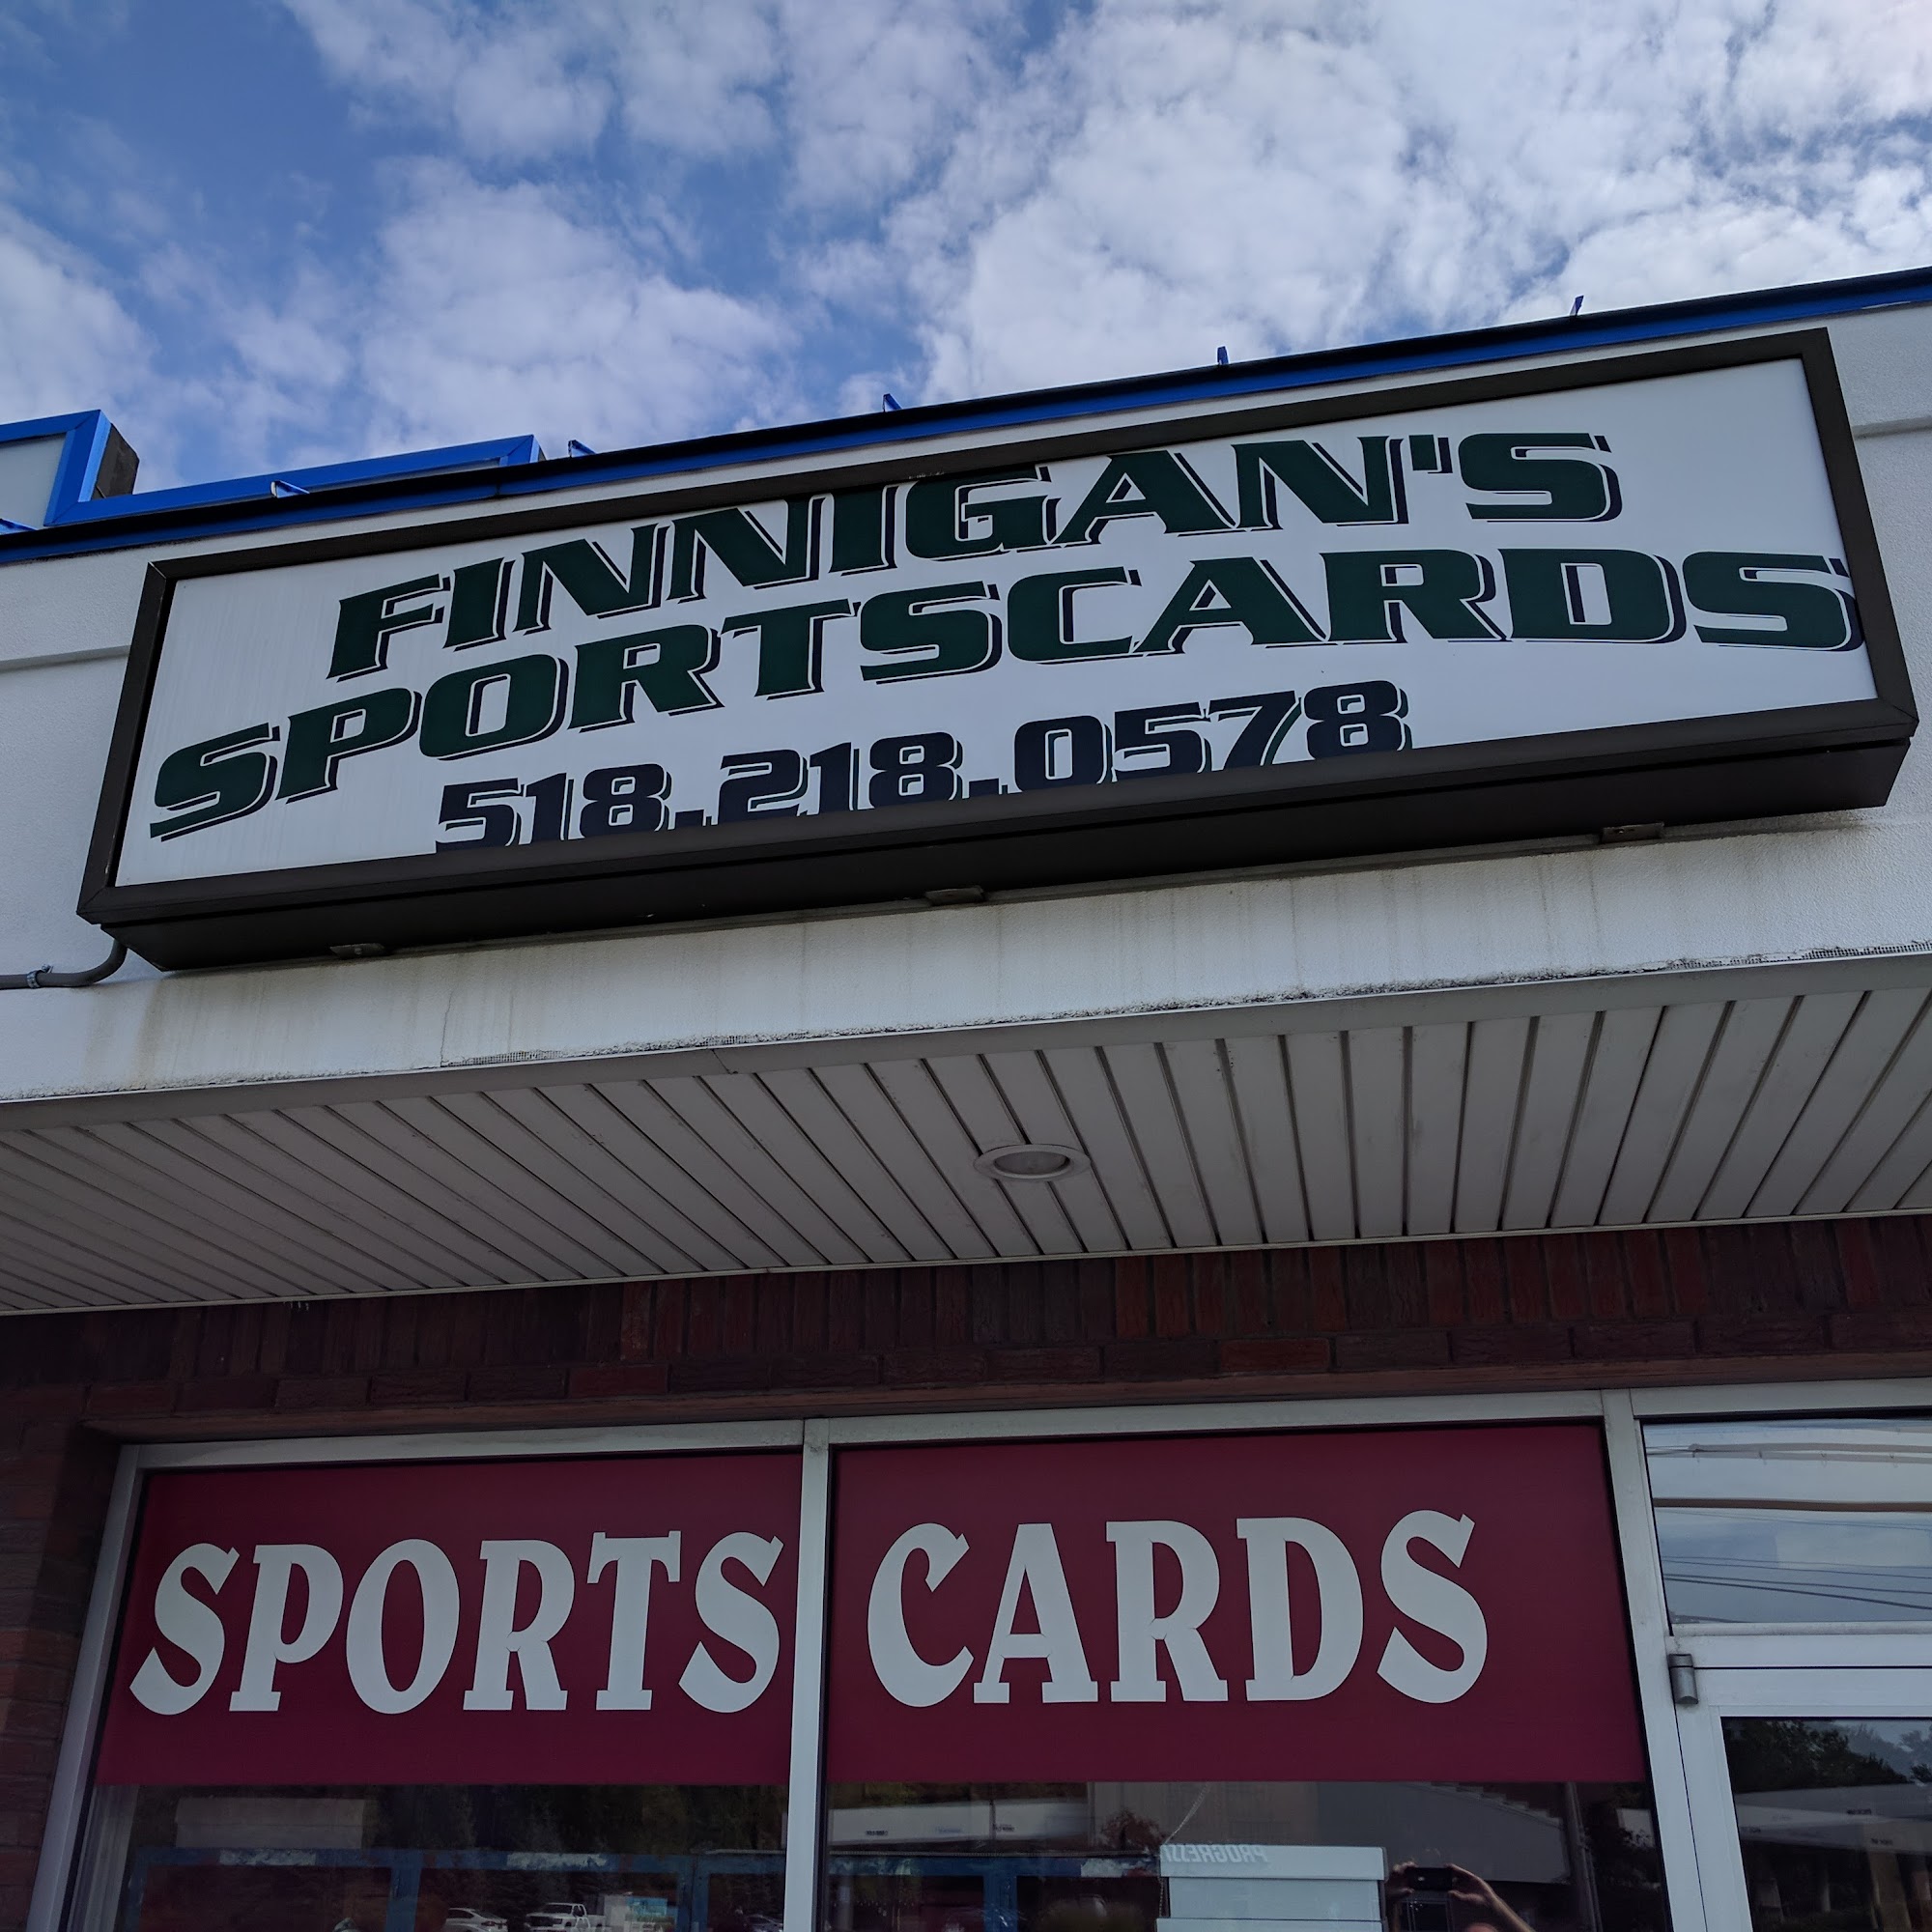 FINNIGAN'S
SPORTSCARDS
518.218.0578
SPORTS CARDS